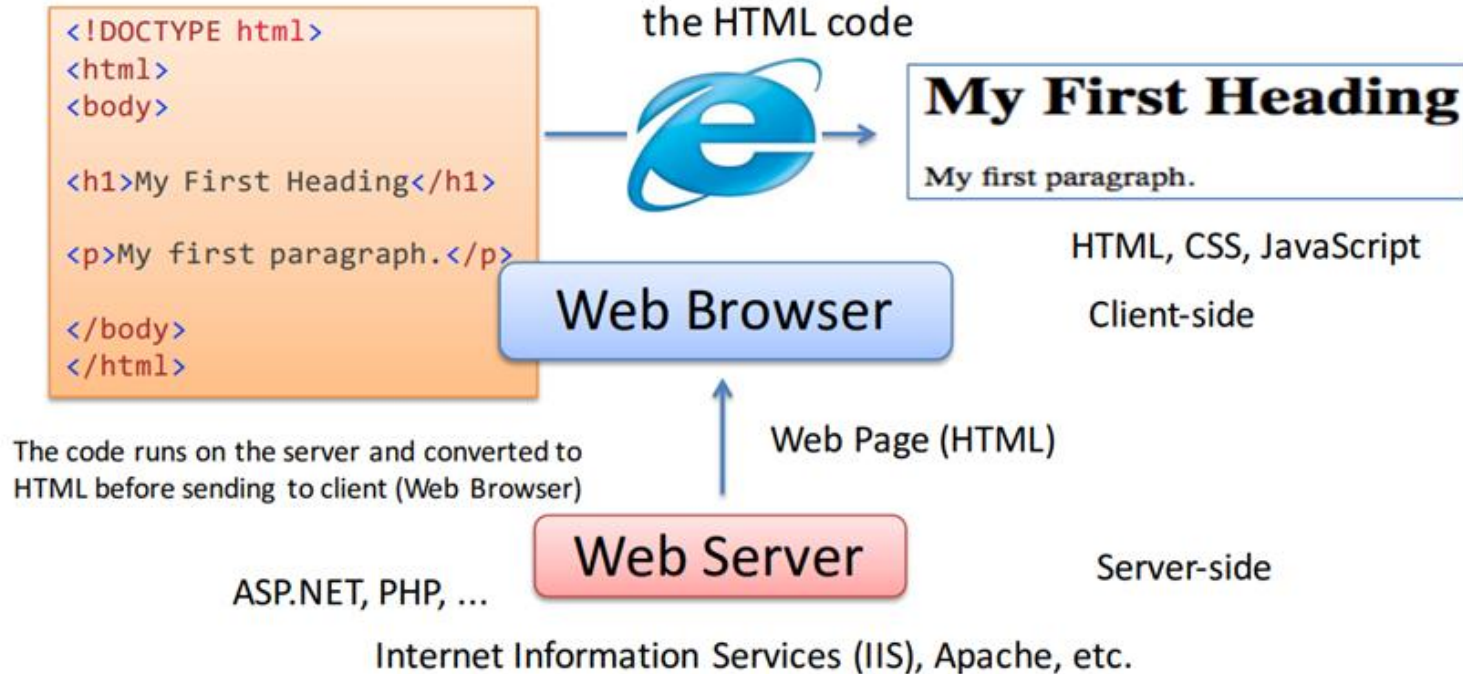 <!DOCTYPE html>
<html>
<body>
<h1>My First Heading</h1>
<p>My first paragraph.</p>
</body>
</html>
the HTML code
My First Heading
My first paragraph.
HTML, CSS, JavaScript
Web Browser
Client-side
The code runs on the server and converted to
HTML before sending to client (Web Browser)
Web Page (HTML)
Web Server
Server-side
ASP.NET, PHP, ...
Internet Information Services (IIS), Apache, etc.